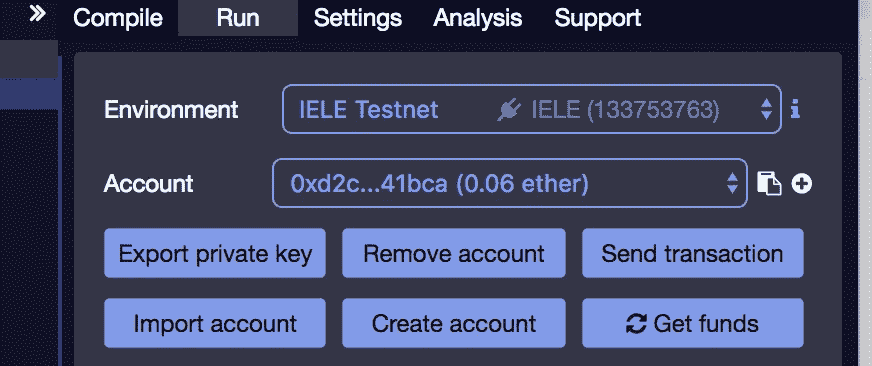 Compile Run Settings Analysis Support
Environment IELE Testnet IELE (133753763)
Account 0xd2c...41bca (0.06 ether)
Export private key Remove account Send transaction
Import account Create account Get funds